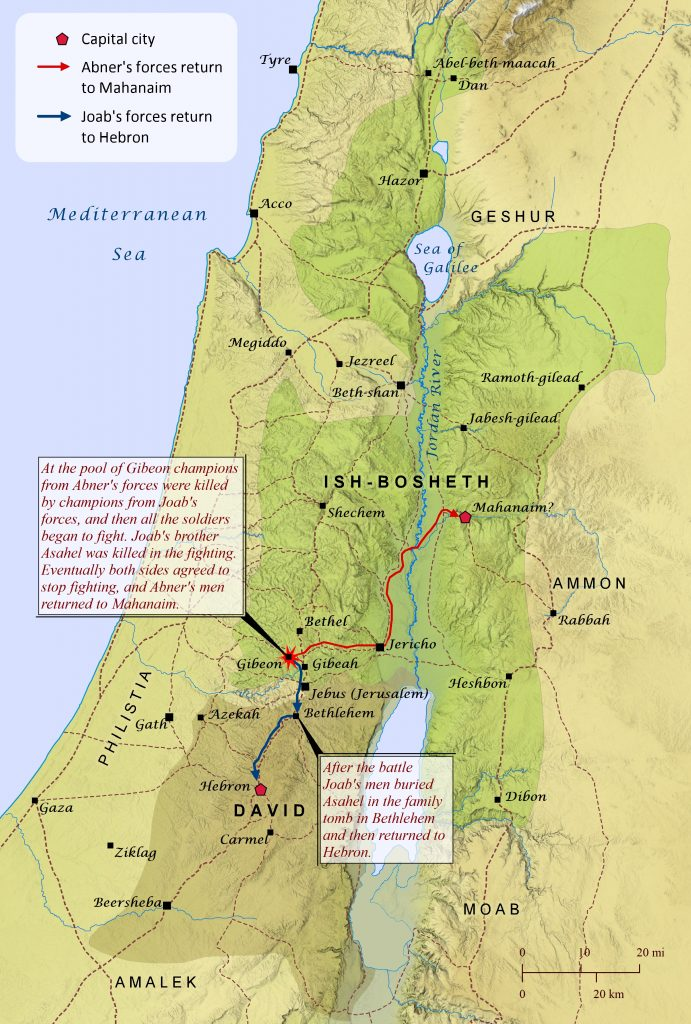 Capital city
Abner's forces return
to Mahanaim
Joab's forces return
to Hebron
Tyre
Abel-beth-maacah
Dan
Hazor
Acco
GESHUR
Mediterranean
Sea
Sea of
Galilee
Megiddo
Jezreel
Beth-shan
Ramoth-gilead
Jordan River
Jabesh-gilead
At the pool of Gibeon champions
from Abner's forces were killed
by champions from Joab's
forces, and then all the soldiers
began to fight. Joab's brother
Asahel was killed in the fighting.
Eventually both sides agreed to
stop fighting, and Abner's men
returned to Mahanaim.
ISH-BOSHETH
Shechem
Mahanaim?
AMMON
Rabbah
Bethel
Jericho
Gibeon
Gibeah
Heshbon
Jebus (Jerusalem)
PHILISTIA
Gath
Azekah
Bethlehem
After the battle
Joab's men buried
Asahel in the family
tomb in Bethlehem
and then returned to
Hebron.
Hebron
DAVID
Dibon
Gaza
Carmel
Ziklag
Beersheba
MOAB
AMALEK
0 10 20 mi
0 20 km